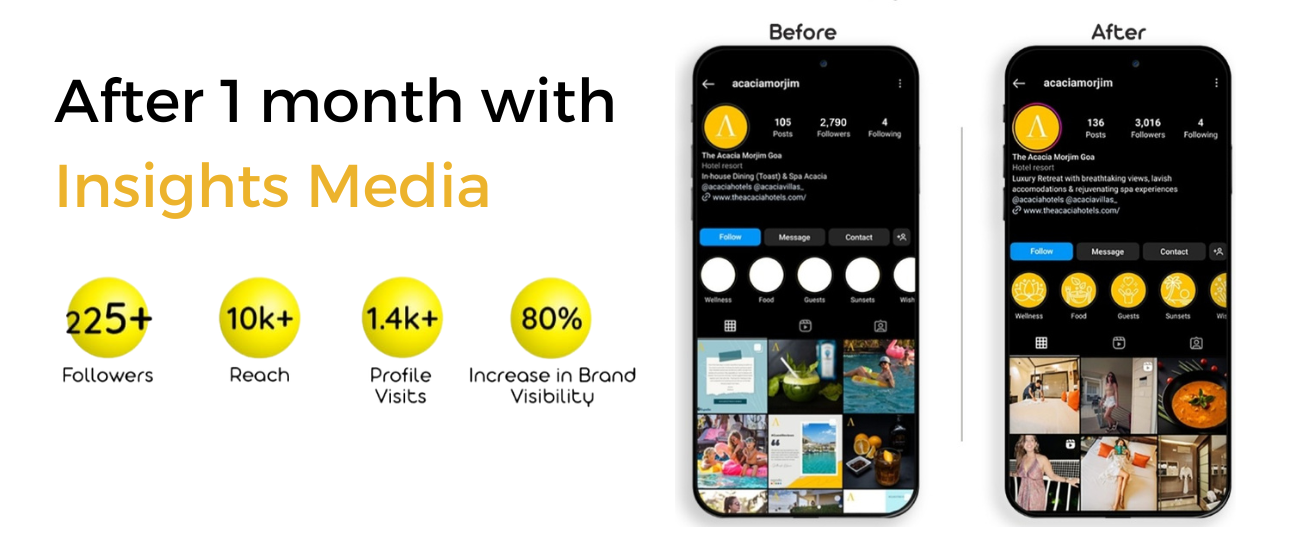 After 1 month with
Insights Media
225+
Followers
10k+
Reach
1.4k+
Profile
Visits
80%
Increase in Brand
Visibility
Before
acaciamorjim
105
Posts
2,790
Followers
4
Following
The Acacia Morjim Goa
Hotel resort
In-house Dining (Toast) & Spa Acacia
@acaciahotels @acaciavillas_
www.theacaciahotels.com/
Follow
Message
Contact
Wellness
Food
Guests
Sunsets
Wish
After
acaciamorjim
136
Posts
3,016
Followers
4
Following
The Acacia Morjim Goa
Hotel resort
Luxury Retreat with breathtaking views, lavish
accomodations & rejuvenating spa experiences
@acaciahotels @acaciavillas_
www.theacaciahotels.com/
Follow
Message
Contact
Wellness
Food
Guests
Sunsets
Wis